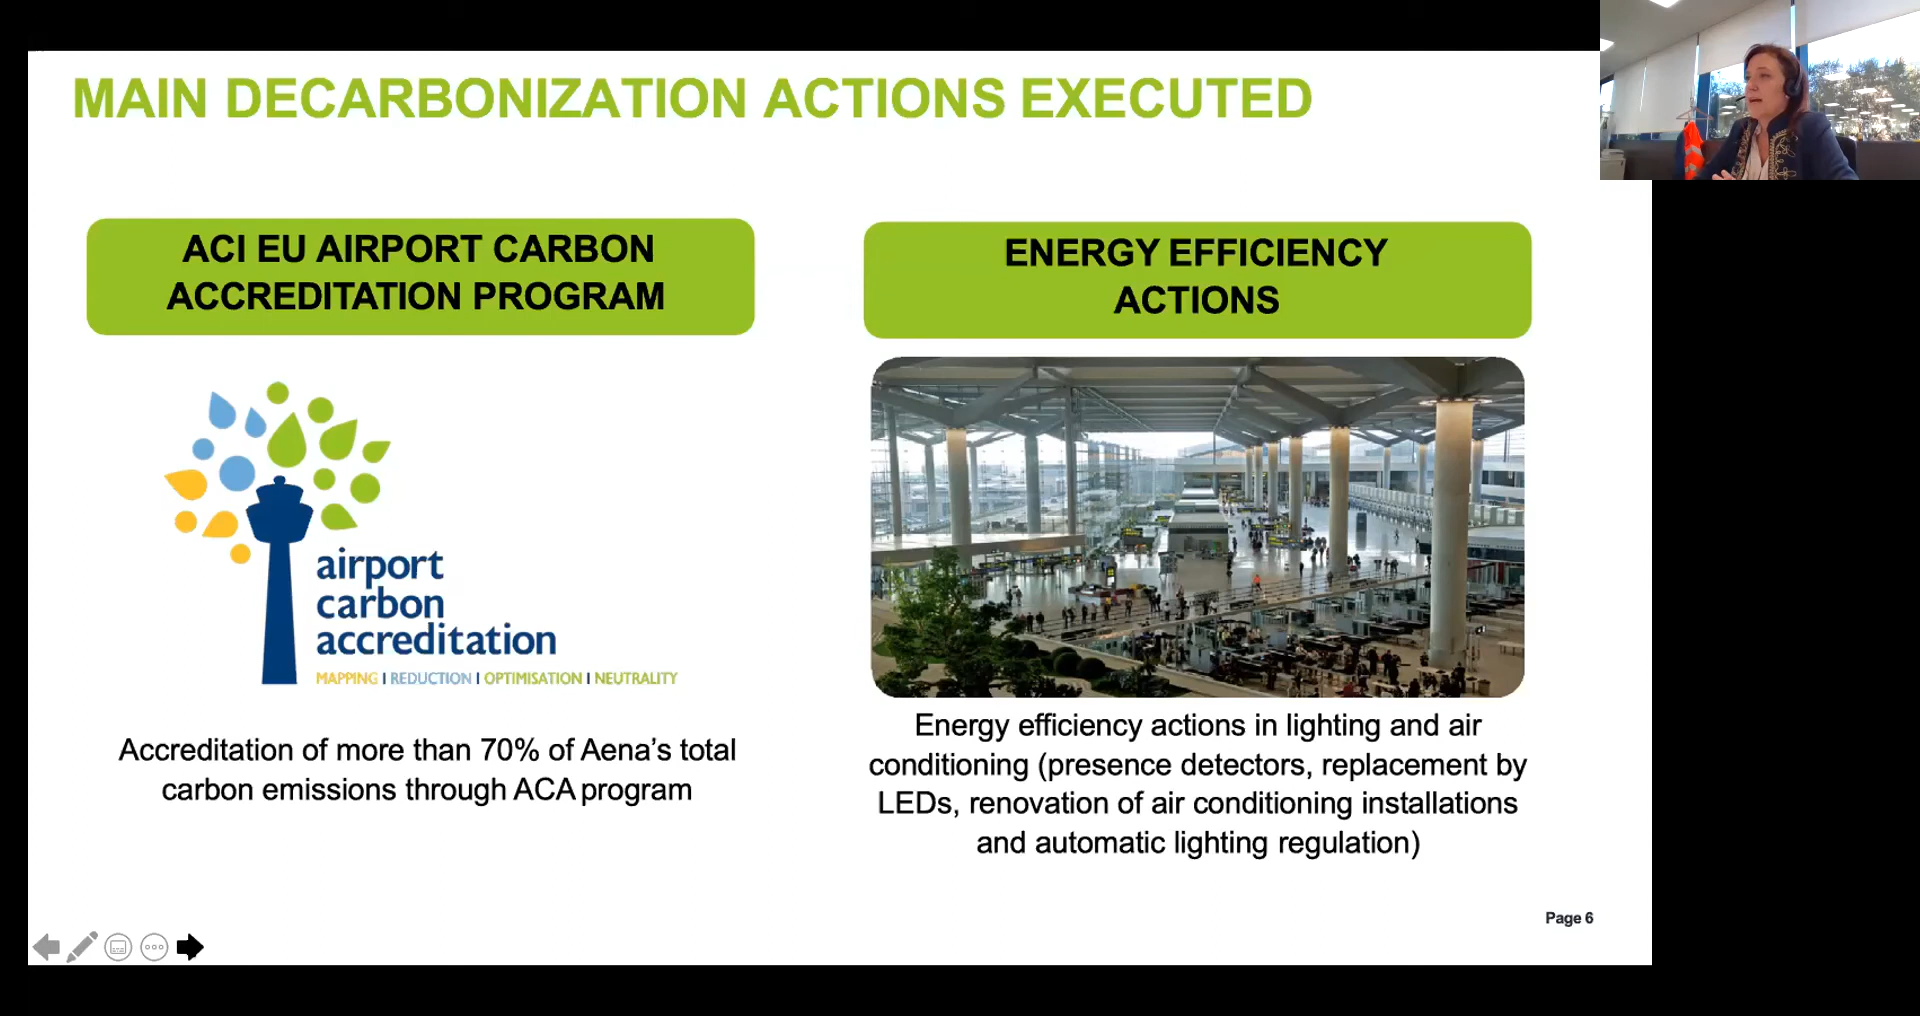 MAIN DECARBONIZATION ACTIONS EXECUTED
ACI EU AIRPORT CARBON
ACCREDITATION PROGRAM
airport
carbon
accreditation
MAPPING I REDUCTION I OPTIMISATION I NEUTRALITY
Accreditation of more than 70% of Aena’s total
carbon emissions through ACA program
ENERGY EFFICIENCY
ACTIONS
Energy efficiency actions in lighting and air
conditioning (presence detectors, replacement by
LEDs, renovation of air conditioning installations
and automatic lighting regulation)
Page 6